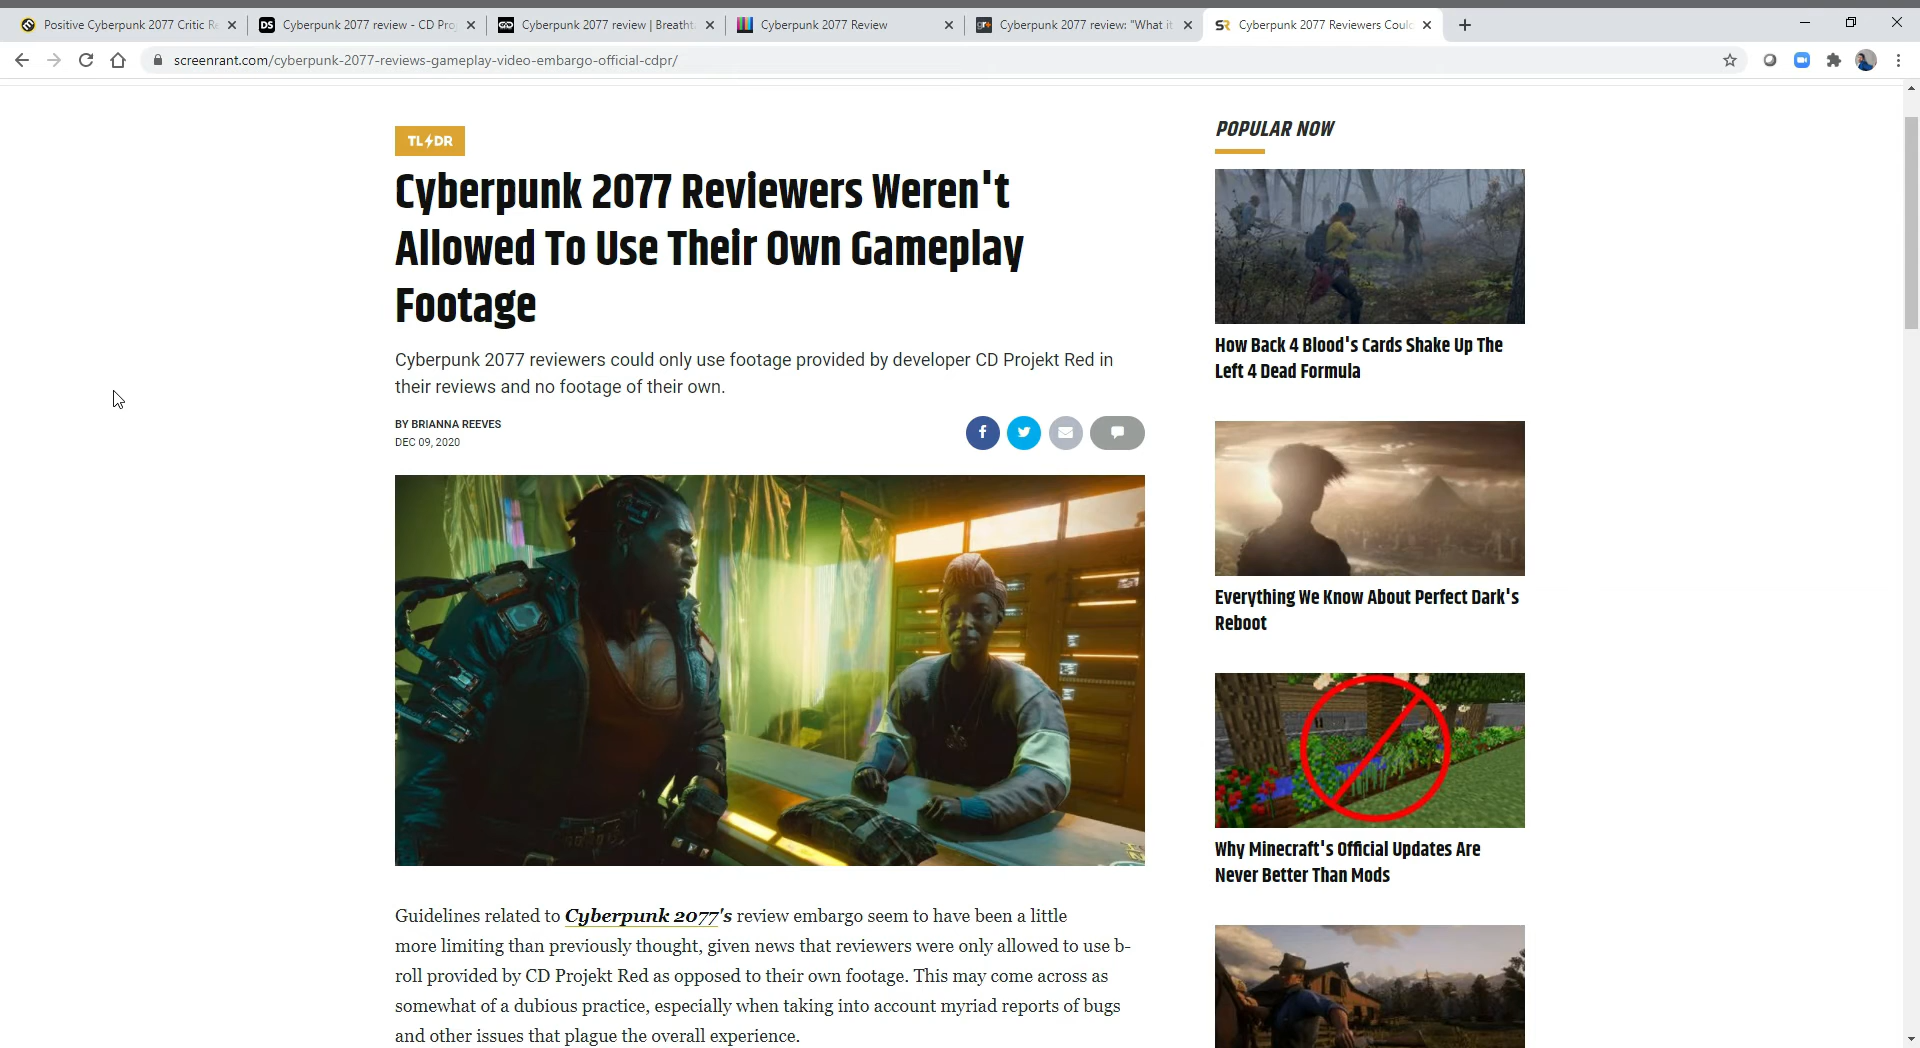 Positive Cyberpunk 2077 Critic Re
DS Cyberpunk 2077 review - CD Proj
Cyberpunk 2077 review | Breatht
Cyberpunk 2077 Review
gr+ Cyberpunk 2077 review: "What it
SR Cyberpunk 2077 Reviewers Could
screenrant.com/cyberpunk-2077-reviews-gameplay-video-embargo-official-cdpr/
TL DR
Cyberpunk 2077 Reviewers Weren't
Allowed To Use Their Own Gameplay
Footage
Cyberpunk 2077 reviewers could only use footage provided by developer CD Projekt Red in
their reviews and no footage of their own.
BY BRIANNA REEVES
DEC 09, 2020
Guidelines related to Cyberpunk 2077's review embargo seem to have been a little
more limiting than previously thought, given news that reviewers were only allowed to use b-
roll provided by CD Projekt Red as opposed to their own footage. This may come across as
somewhat of a dubious practice, especially when taking into account myriad reports of bugs
and other issues that plague the overall experience.
POPULAR NOW
How Back 4 Blood's Cards Shake Up The
Left 4 Dead Formula
Everything We Know About Perfect Dark's
Reboot
Why Minecraft's Official Updates Are
Never Better Than Mods